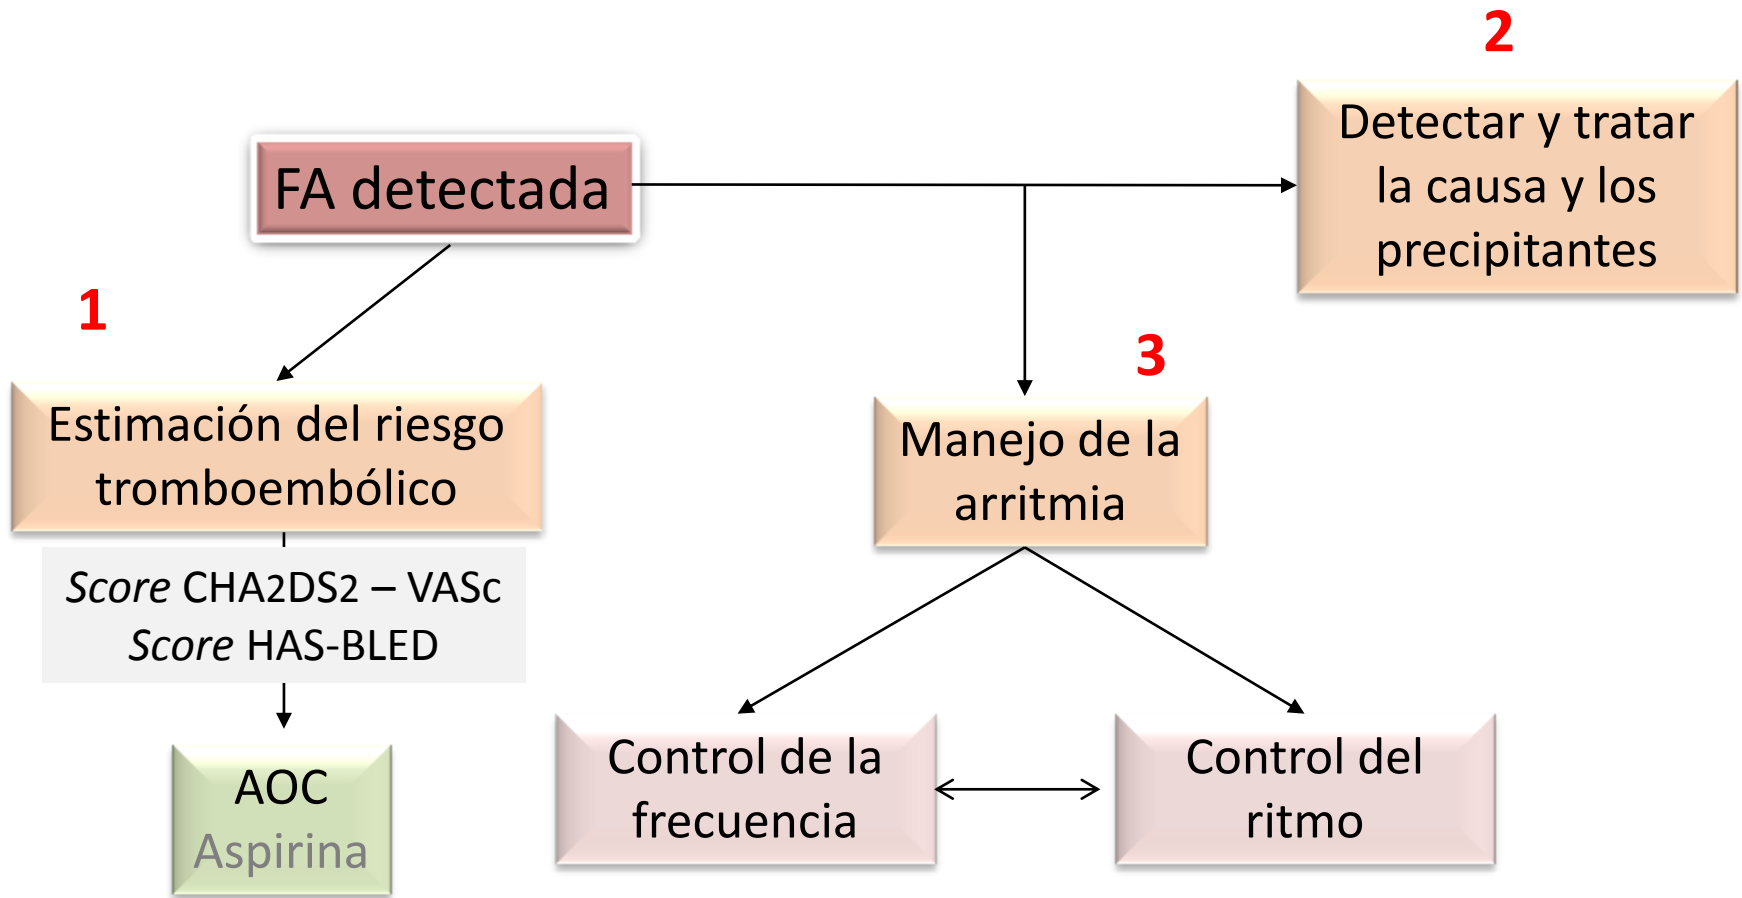 2
Detectar y tratar
la causa y los
precipitantes
FA detectada
1
Estimación del riesgo
tromboembólico
Score CHA2DS2 – VASc
Score HAS-BLED
AOC
Aspirina
3
Manejo de la
arritmia
Control de la
frecuencia
Control del
ritmo